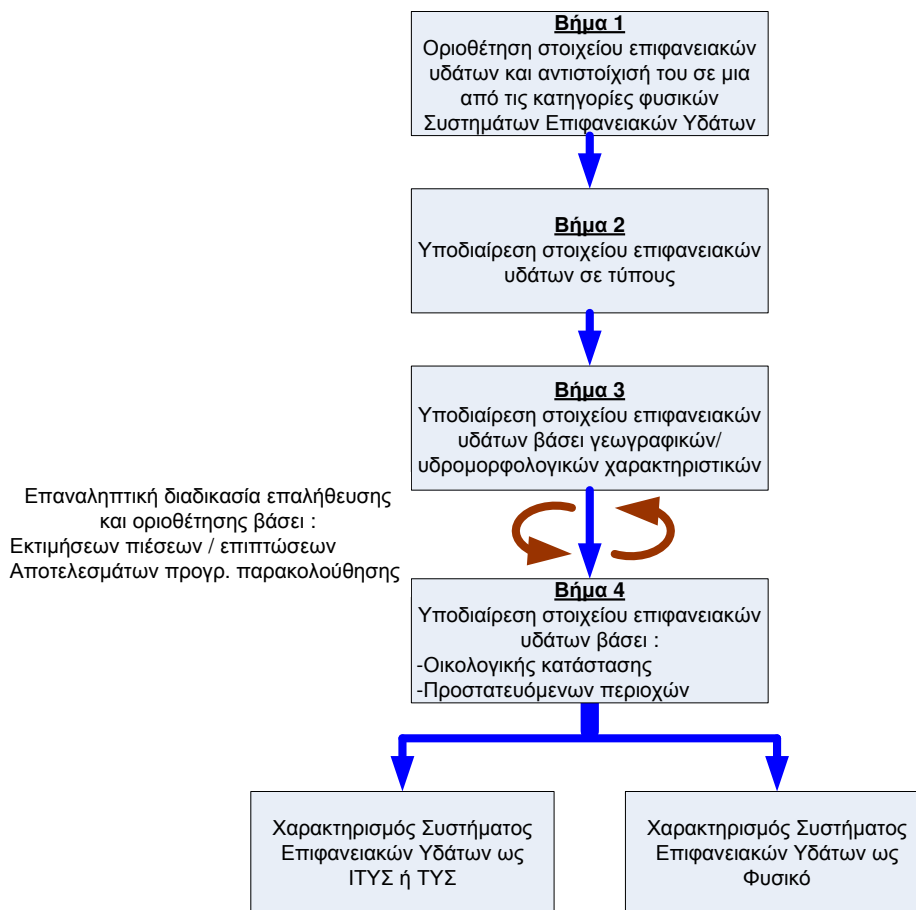 Βήμα 1
Οριοθέτηση στοιχείου επιφανειακών
υδάτων και αντιστοίχισή του σε μια
από τις κατηγορίες φυσικών
Συστημάτων Επιφανειακών Υδάτων
Βήμα 2
Υποδιαίρεση στοιχείου επιφανειακών
υδάτων σε τύπους
Βήμα 3
Υποδιαίρεση στοιχείου επιφανειακών
υδάτων βάσει γεωγραφικών/
υδρομορφολογικών χαρακτηριστικών
Επαναληπτική διαδικασία επαλήθευσης
και οριοθέτησης βάσει :
Εκτιμήσεων πιέσεων / επιπτώσεων
Αποτελεσμάτων προγρ. παρακολούθησης
Βήμα 4
Υποδιαίρεση στοιχείου επιφανειακών
υδάτων βάσει :
-Οικολογικής κατάστασης
-Προστατευόμενων περιοχών
Χαρακτηρισμός Συστήματος
Επιφανειακών Υδάτων ως
ΙΤΥΣ ή ΤΥΣ
Χαρακτηρισμός Συστήματος
Επιφανειακών Υδάτων ως
Φυσικό